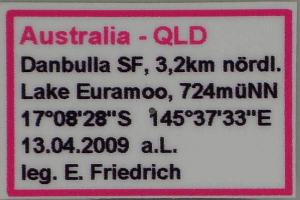 Australia - QLD
Danbulla SF, 3,2km nördl.
Lake Euramoo, 724müNN
17°08'28"S 145°37'33"E
13.04.2009 a.L.
leg. E. Friedrich